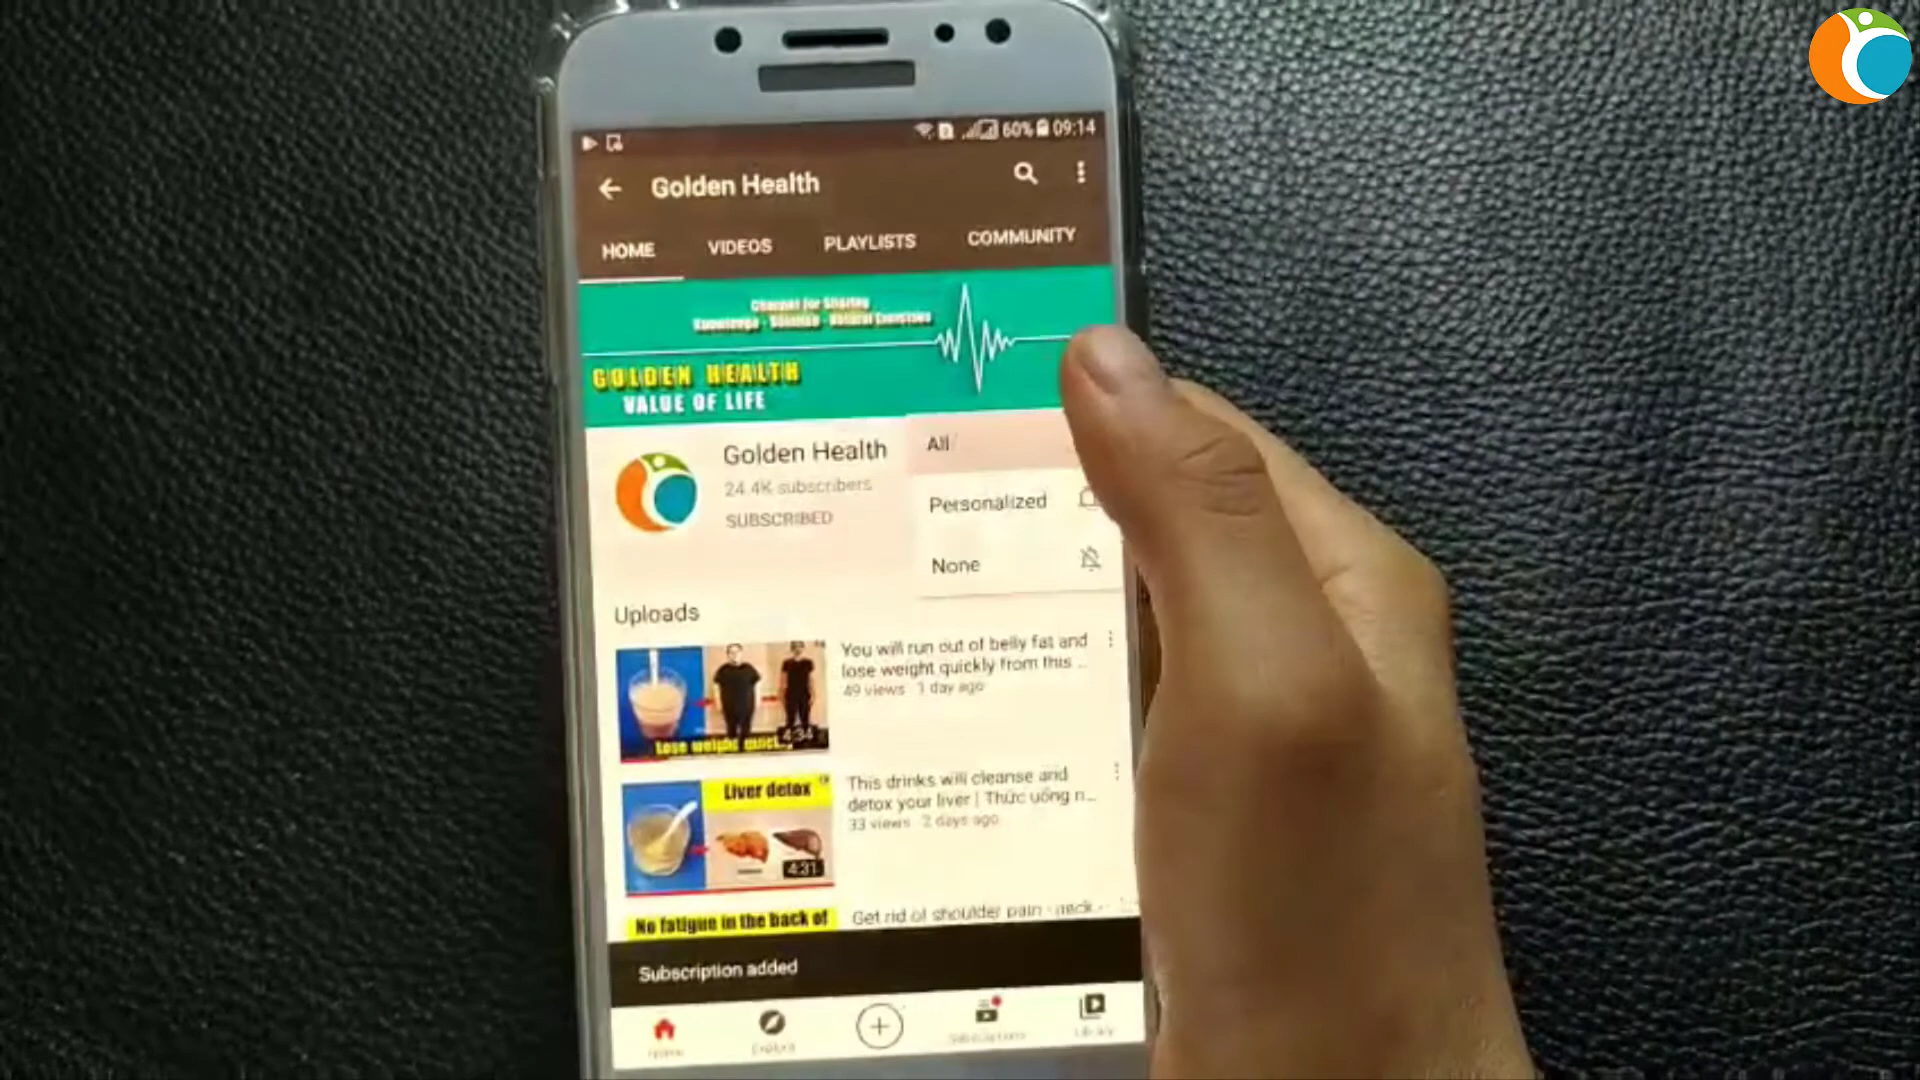 60% 09:14
Golden Health
HOME VIDEOS PLAYLISTS COMMUNITY
Channel for Sharing
Knowledge - Solution - Natural Exercises
GOLDEN HEALTH
VALUE OF LIFE
Golden Health
24.4K subscribers
SUBSCRIBED
All
Personalized
None
Uploads
You will run out of belly fat and
lose weight quickly from this ...
49 views 1 day ago
4:34
Lose weight quick
This drinks will cleanse and
detox your liver | Thức uống n...
33 views 2 days ago
Liver detox
4:31
No fatigue in the back of
Get rid of shoulder pain - neck -
Subscription added
Home
Explore
Subscriptions
Library